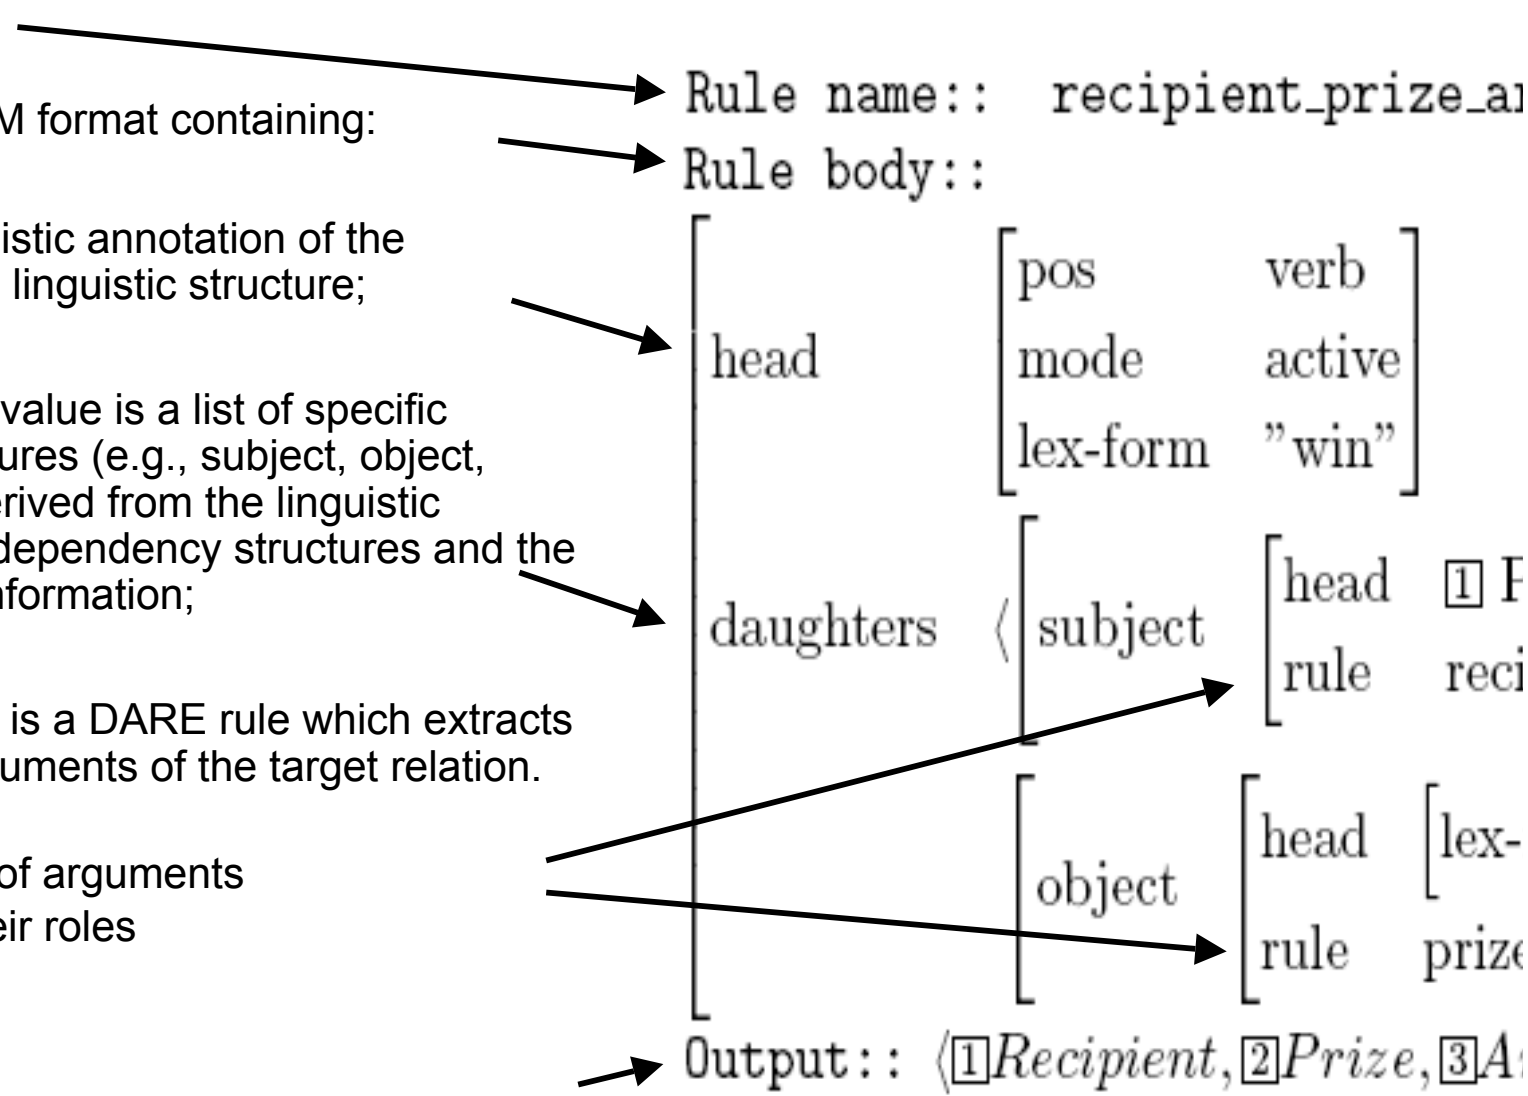 M format containing:
istic annotation of the
linguistic structure;
value is a list of specific
ures (e.g., subject, object,
erived from the linguistic
dependency structures and the
nformation;
is a DARE rule which extracts
uments of the target relation.
of arguments
eir roles
Rule name:: recipient_prize_ar
Rule body::
pos verb
head mode active
lex-form ”win”
head 1 P
daughters ⟨ subject
rule reci
head lex-
object
rule prize
Output:: ⟨1Recipient, 2Prize, 3Ar